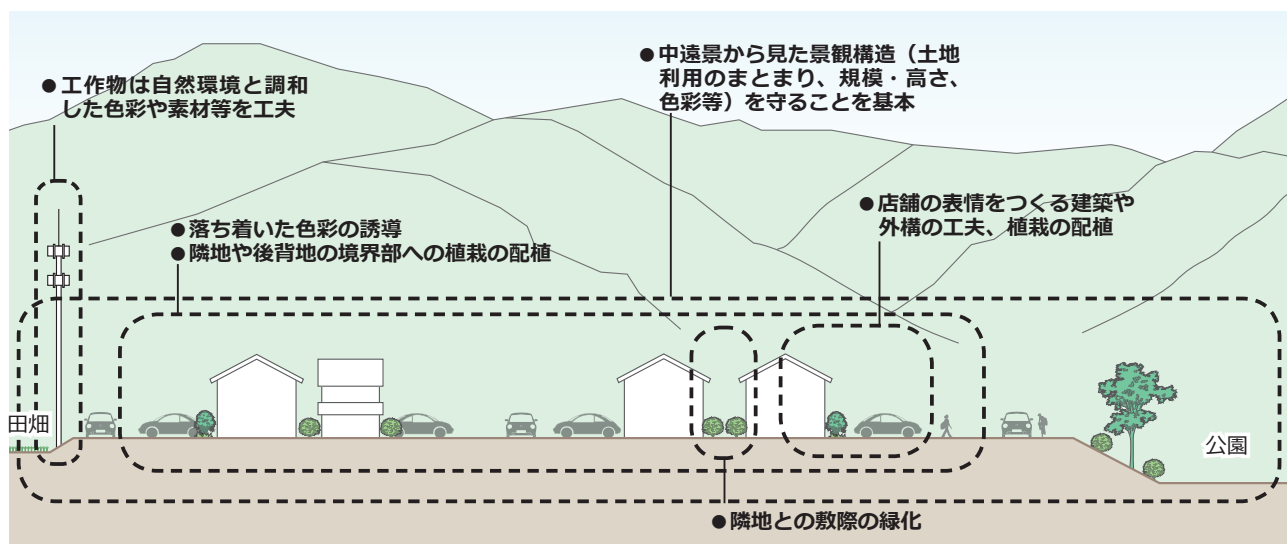 ●工作物は自然環境と調和
した色彩や素材等を工夫
●中遠景から見た景観構造（土地
利用のまとまり、規模・高さ、
色彩等）を守ることを基本
●落ち着いた色彩の誘導
●隣地や後背地の境界部への植栽の配植
●店舗の表情をつくる建築や
外構の工夫、植栽の配植
田畑
公園
●隣地との敷際の緑化